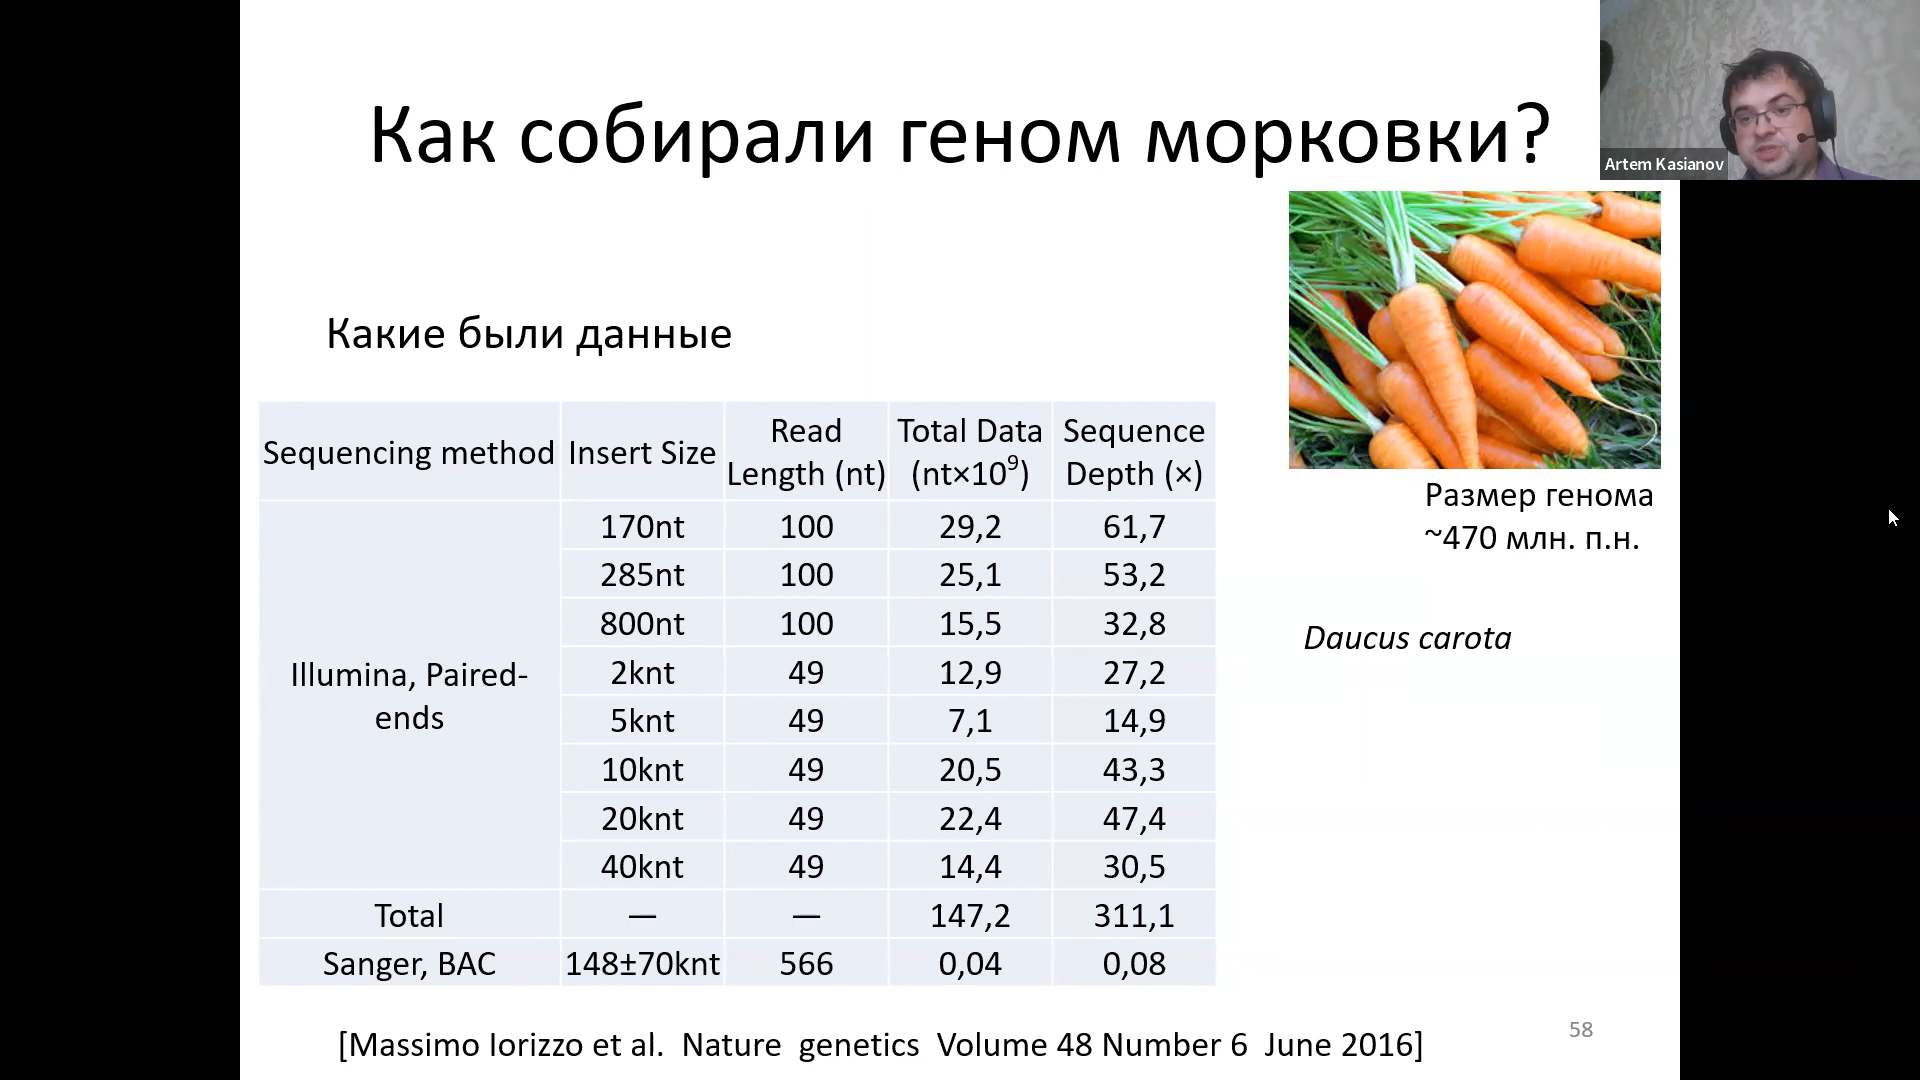 Как собирали геном морковки?
Artem Kasianov
Какие были данные
Размер генома
~470 млн. п.н.
Daucus carota
Sequencing method Insert Size Read Length (nt) Total Data (nt×10⁹) Sequence Depth (×)
Illumina, Paired-ends
170nt 100 29,2 61,7
285nt 100 25,1 53,2
800nt 100 15,5 32,8
2knt 49 12,9 27,2
5knt 49 7,1 14,9
10knt 49 20,5 43,3
20knt 49 22,4 47,4
40knt 49 14,4 30,5
Total — — 147,2 311,1
Sanger, BAC 148±70knt 566 0,04 0,08
[Massimo Iorizzo et al. Nature genetics Volume 48 Number 6 June 2016]
58